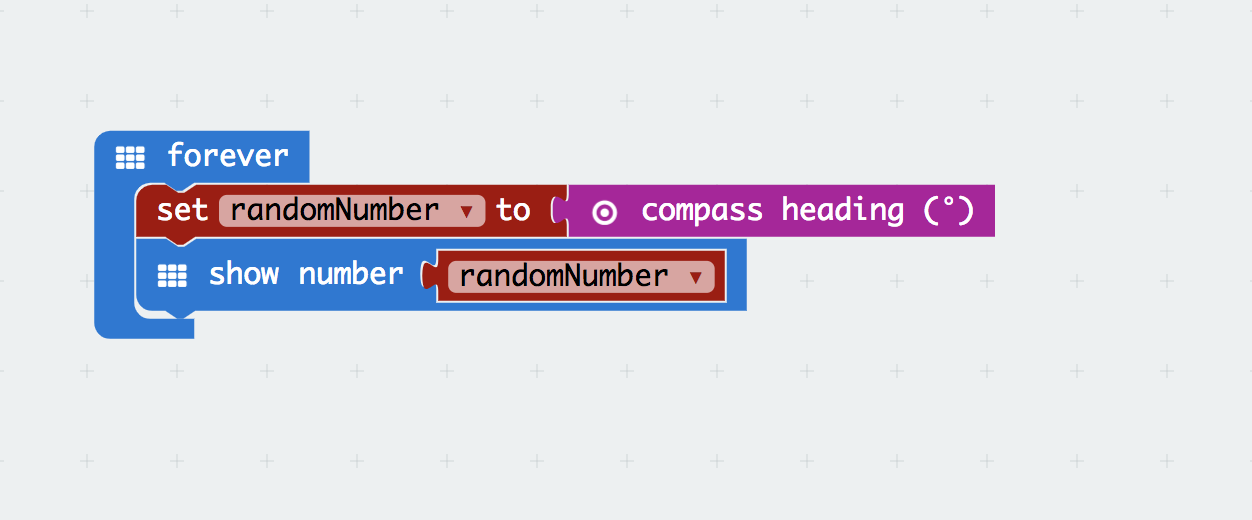 forever
set randomNumber to compass heading (°)
show number randomNumber